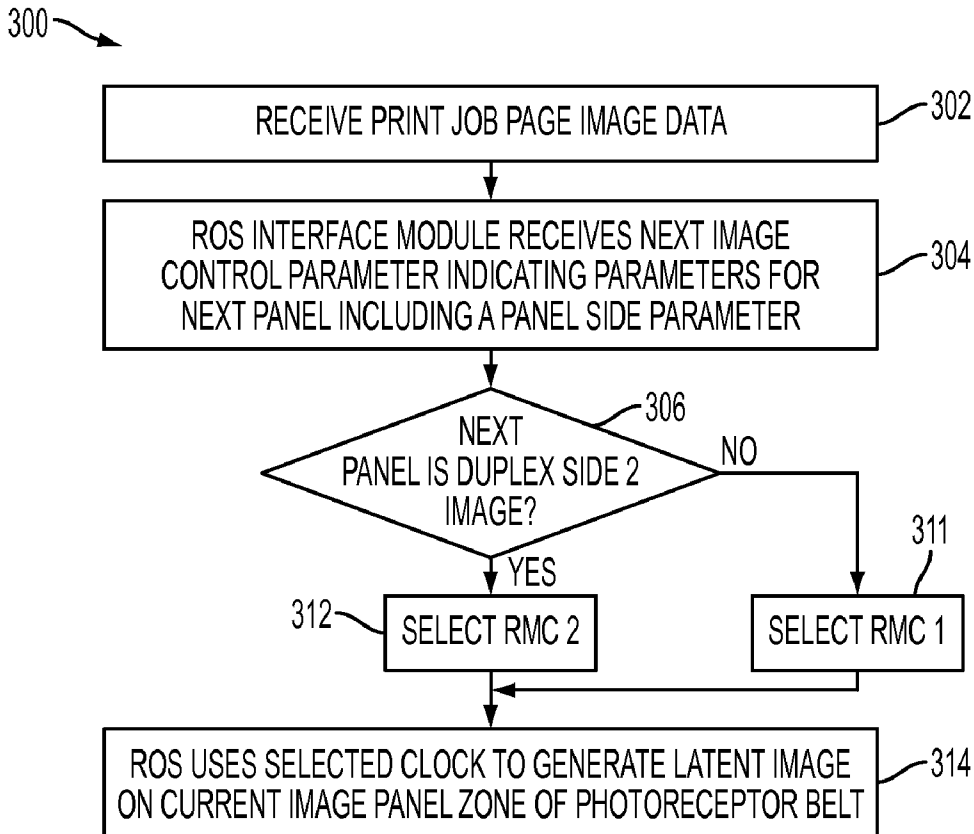 300
RECEIVE PRINT JOB PAGE IMAGE DATA
302
ROS INTERFACE MODULE RECEIVES NEXT IMAGE
CONTROL PARAMETER INDICATING PARAMETERS FOR
NEXT PANEL INCLUDING A PANEL SIDE PARAMETER
304
306
NEXT
PANEL IS DUPLEX SIDE 2
IMAGE?
NO
YES
311
312
SELECT RMC 2
SELECT RMC 1
ROS USES SELECTED CLOCK TO GENERATE LATENT IMAGE
ON CURRENT IMAGE PANEL ZONE OF PHOTORECEPTOR BELT
314